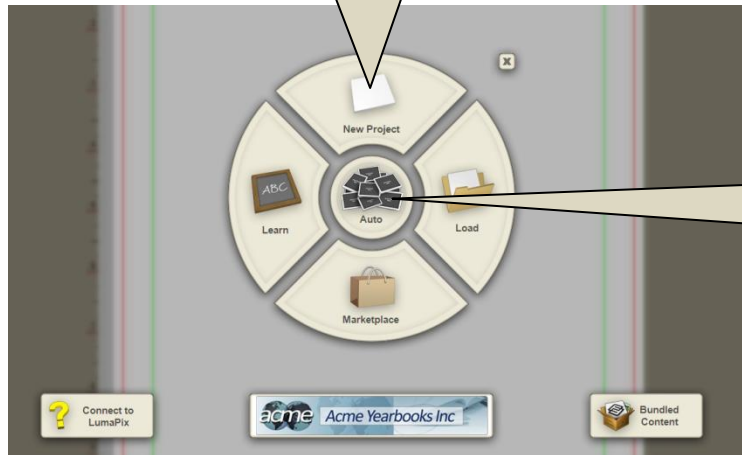 New Project
ABC
Learn
Auto
Load
Marketplace
Connect to
LumaPix
acme Acme Yearbooks Inc
Bundled
Content